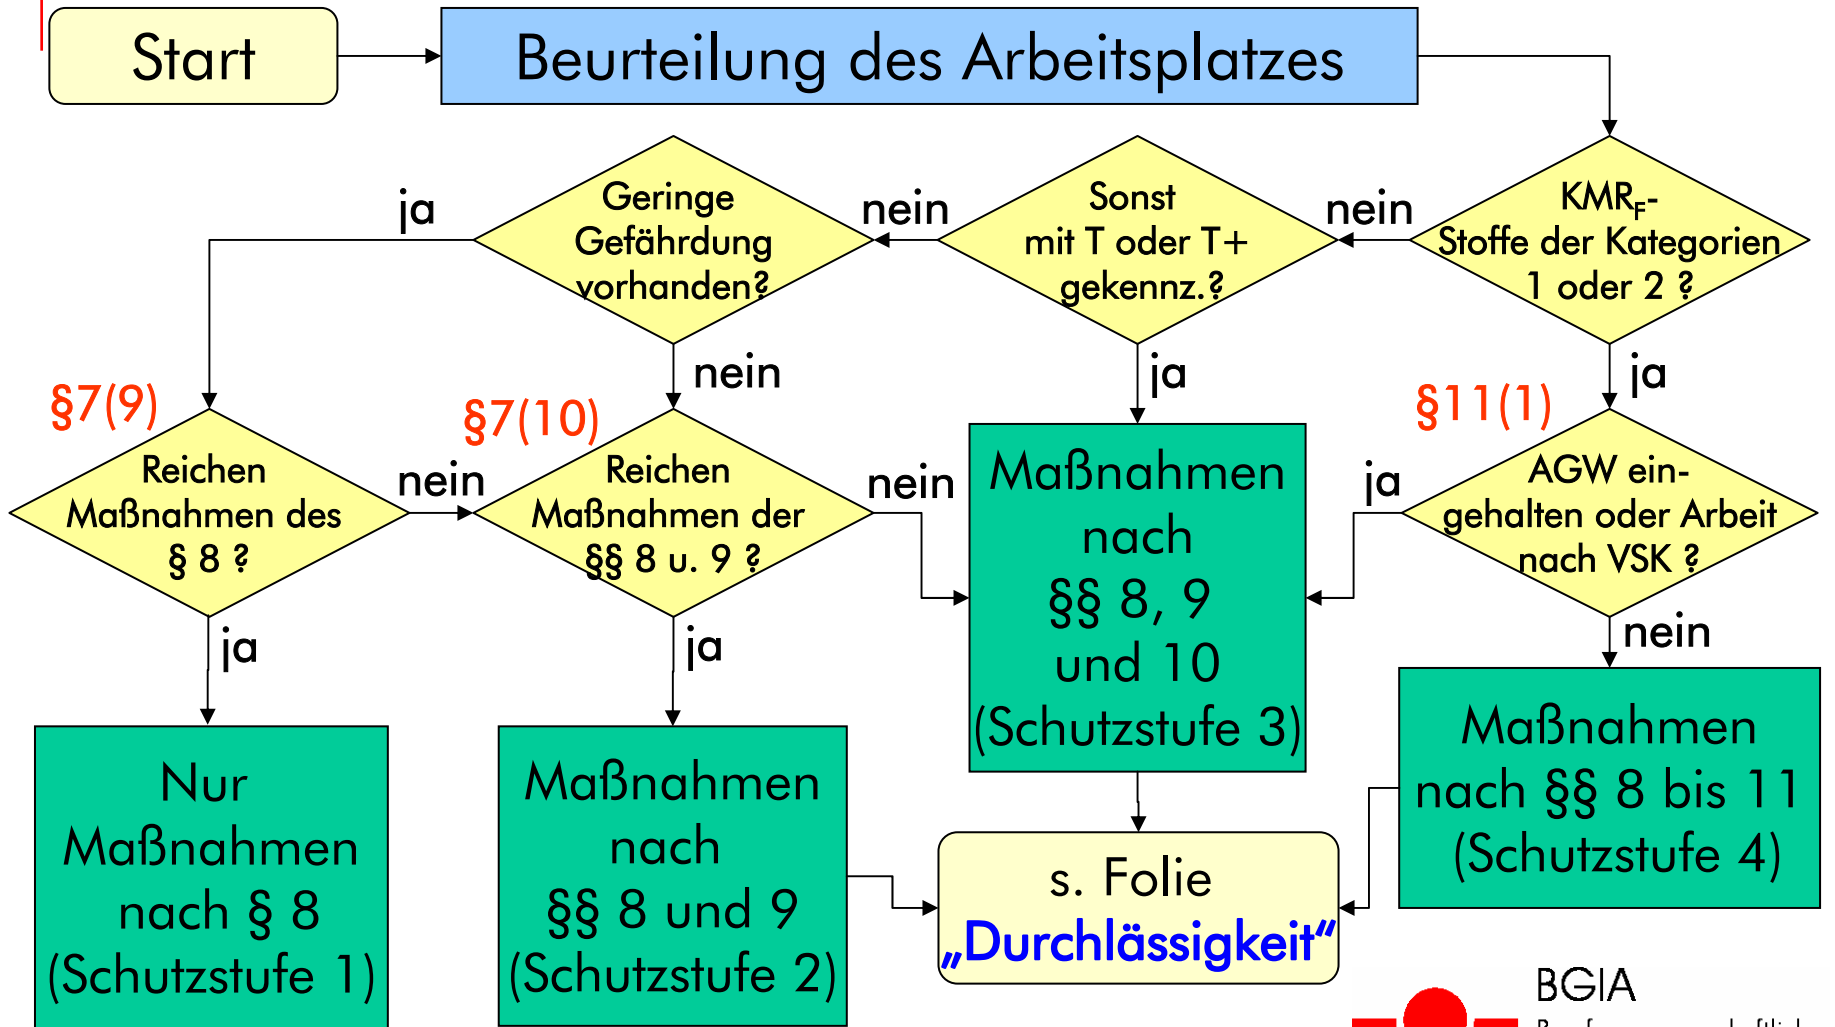 Start
Beurteilung des Arbeitsplatzes
ja
Geringe
Gefährdung
vorhanden?
nein
Sonst
mit T oder T+
gekennz.?
nein
KMR_F-
Stoffe der Kategorien
1 oder 2 ?
nein
ja
ja
§7(9)
§7(10)
§11(1)
Reichen
Maßnahmen des
§ 8 ?
nein
Reichen
Maßnahmen der
§§ 8 u. 9 ?
nein
Maßnahmen
nach
§§ 8, 9
und 10
(Schutzstufe 3)
ja
AGW ein-
gehalten oder Arbeit
nach VSK ?
ja
ja
nein
Nur
Maßnahmen
nach § 8
(Schutzstufe 1)
Maßnahmen
nach
§§ 8 und 9
(Schutzstufe 2)
s. Folie
„Durchlässigkeit“
Maßnahmen
nach §§ 8 bis 11
(Schutzstufe 4)
BGIA